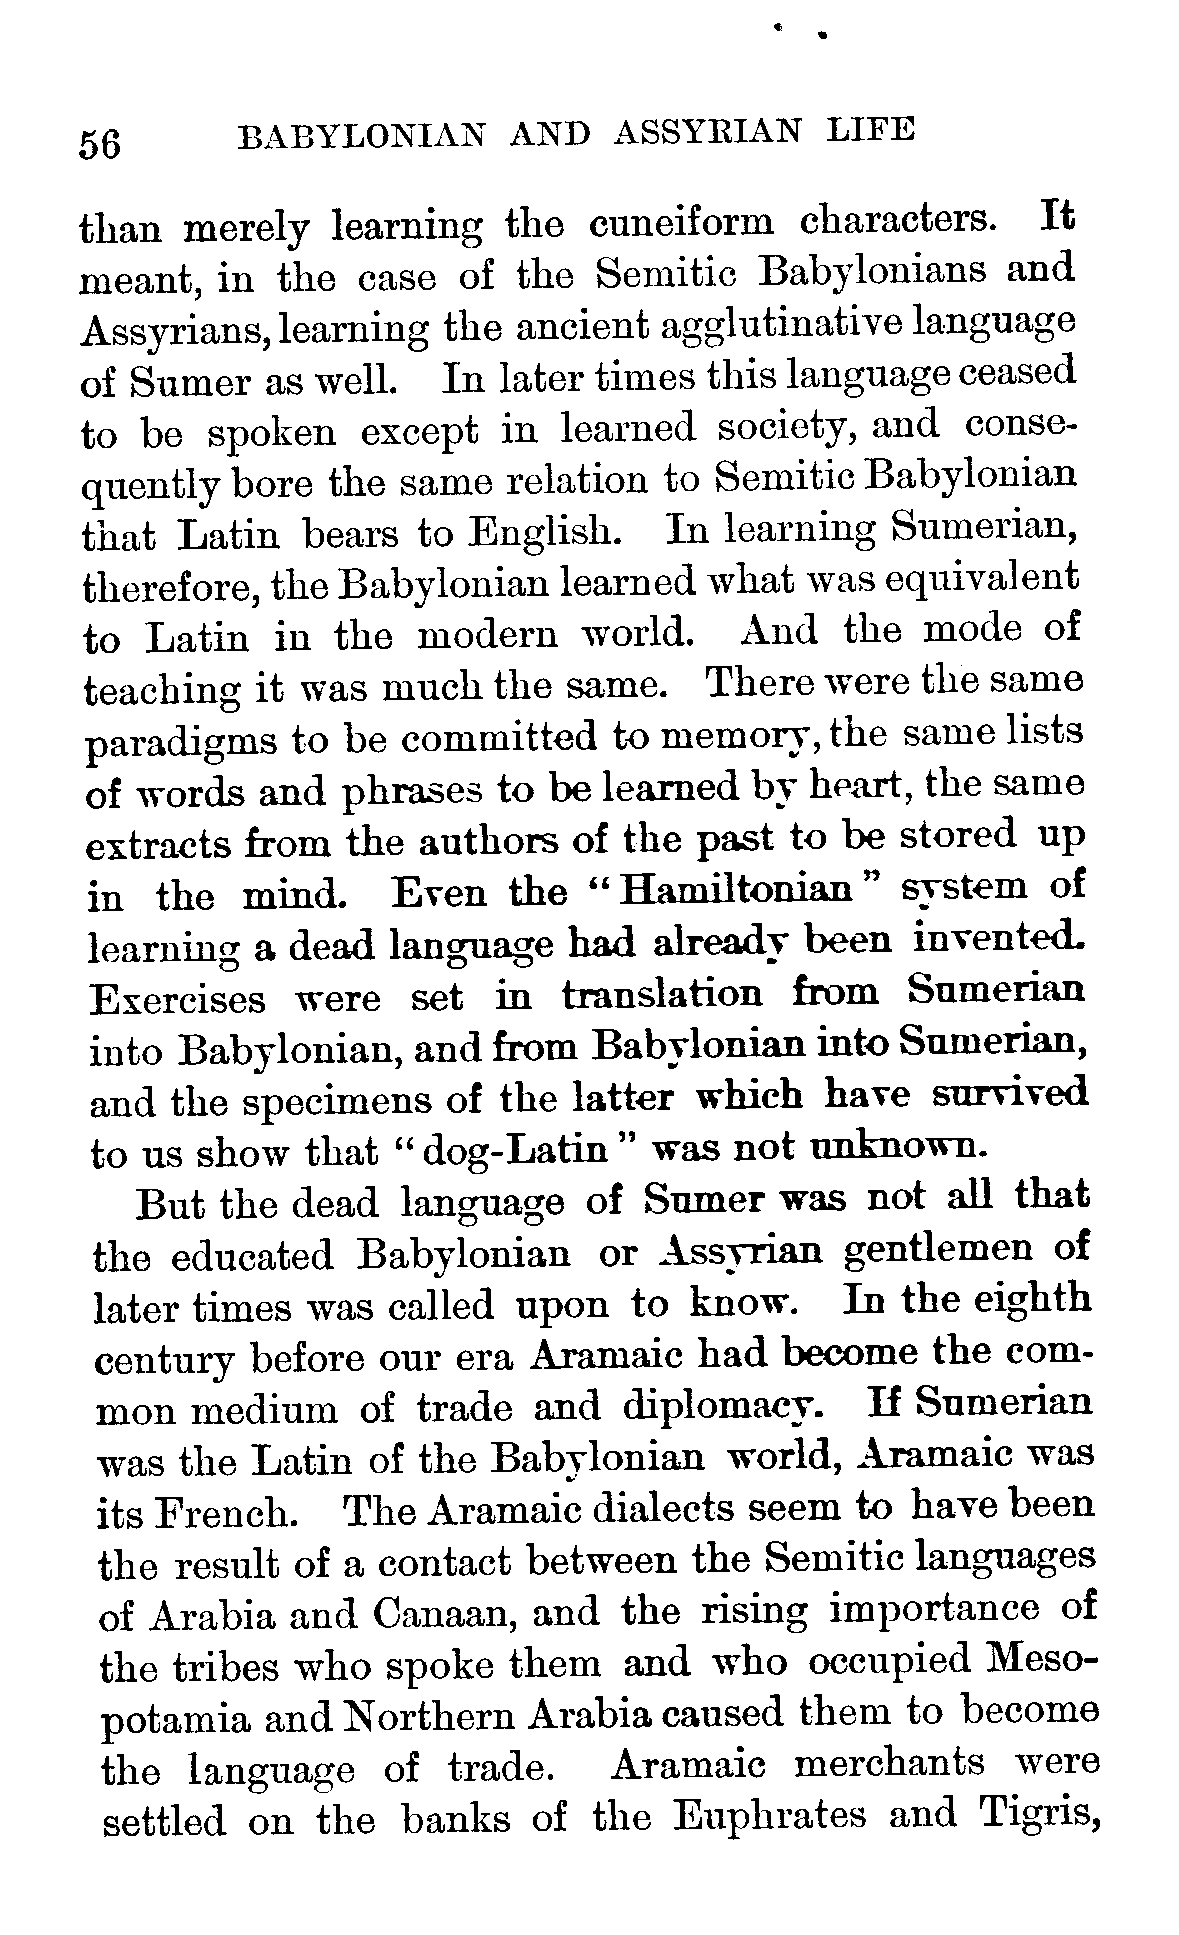 56 BABYLONIAN AND ASSYRIAN LIFE
than merely learning the cuneiform characters. It
meant, in the case of the Semitic Babylonians and
Assyrians, learning the ancient agglutinative language
of Sumer as well. In later times this language ceased
to be spoken except in learned society, and conse-
quently bore the same relation to Semitic Babylonian
that Latin bears to English. In learning Sumerian,
therefore, the Babylonian learned what was equivalent
to Latin in the modern world. And the mode of
teaching it was much the same. There were the same
paradigms to be committed to memory, the same lists
of words and phrases to be learned by heart, the same
extracts from the authors of the past to be stored up
in the mind. Even the “Hamiltonian” system of
learning a dead language had already been invented.
Exercises were set in translation from Sumerian
into Babylonian, and from Babylonian into Sumerian,
and the specimens of the latter which have survived
to us show that “dog-Latin” was not unknown.
But the dead language of Sumer was not all that
the educated Babylonian or Assyrian gentlemen of
later times was called upon to know. In the eighth
century before our era Aramaic had become the com-
mon medium of trade and diplomacy. If Sumerian
was the Latin of the Babylonian world, Aramaic was
its French. The Aramaic dialects seem to have been
the result of a contact between the Semitic languages
of Arabia and Canaan, and the rising importance of
the tribes who spoke them and who occupied Meso-
potamia and Northern Arabia caused them to become
the language of trade. Aramaic merchants were
settled on the banks of the Euphrates and Tigris,